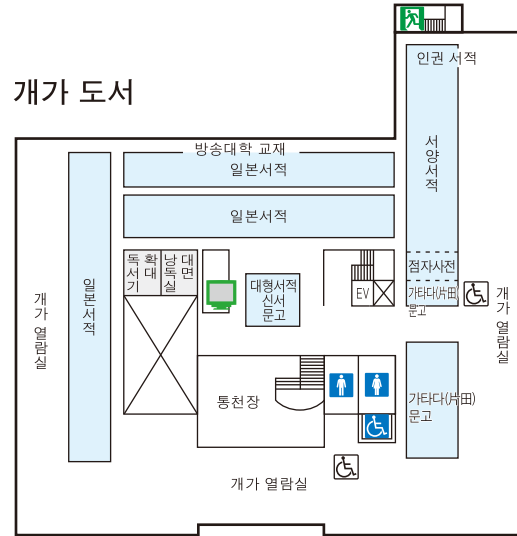 인권 서적
개가 도서
서양서적
방송대학 교재
일본서적
일본서적
점자사전
가타다(片田)
문고
확대
독서기
대면
낭독실
대형서적
신서
문고
EV
일본서적
개가 열람실
개가 열람실
통천장
가타다(片田)
문고
개가 열람실